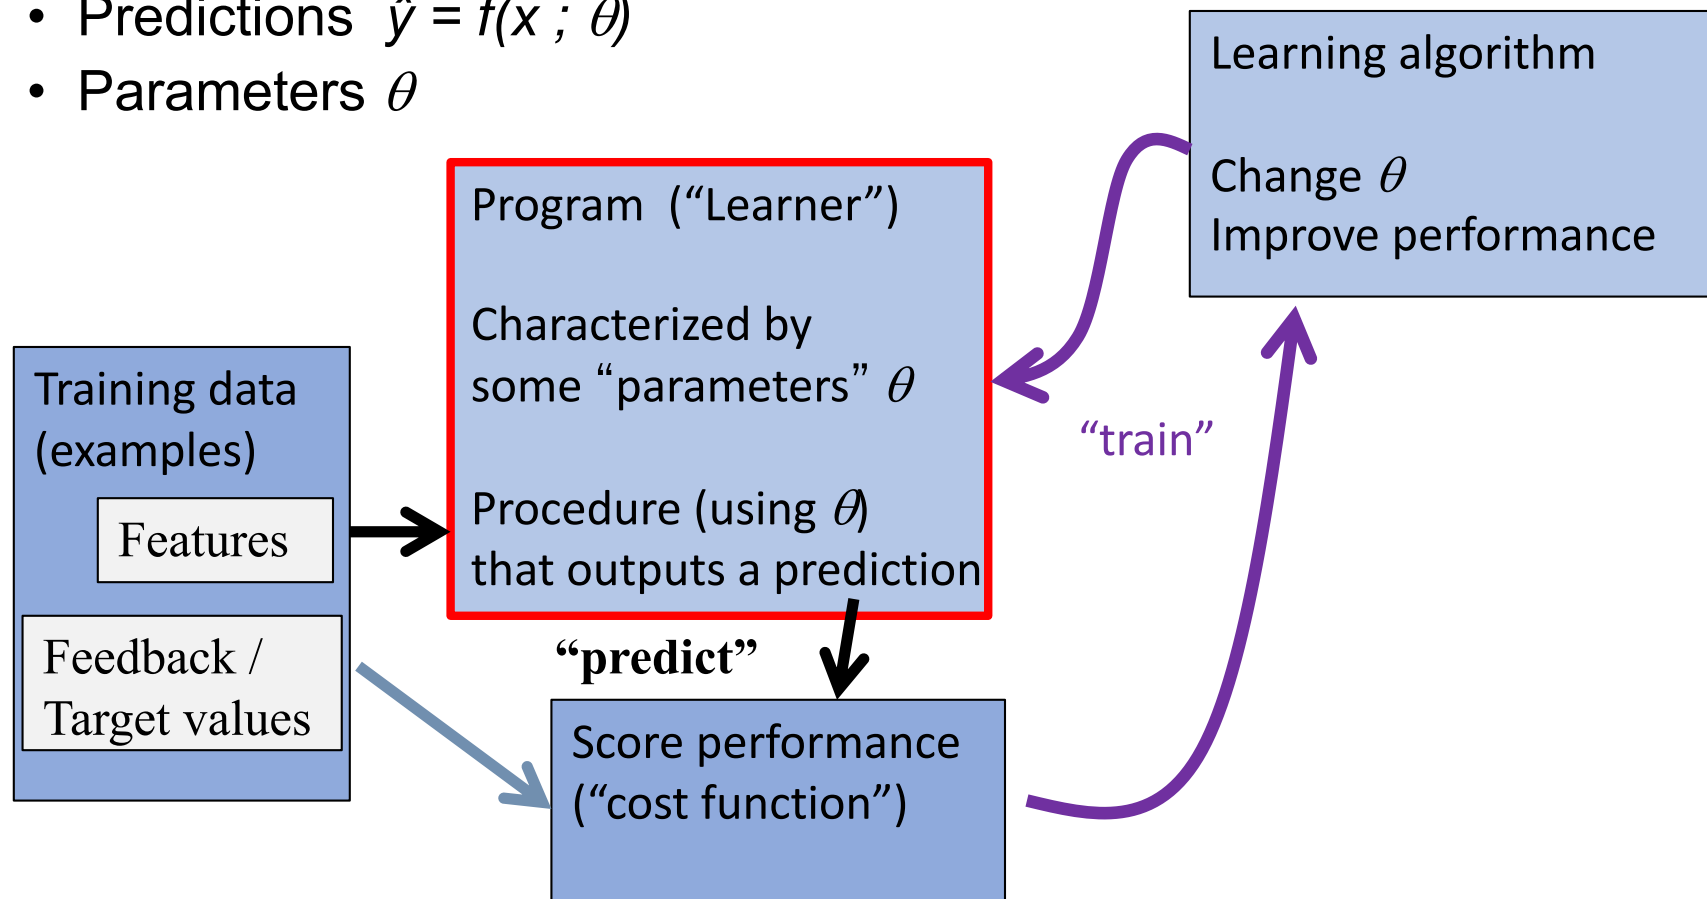 • Predictions ŷ = f(x ; θ)
• Parameters θ
Learning algorithm
Change θ
Improve performance
Program (“Learner”)
Characterized by
some “parameters” θ
Procedure (using θ)
that outputs a prediction
Training data
(examples)
Features
Feedback /
Target values
“train”
“predict”
Score performance
(“cost function”)